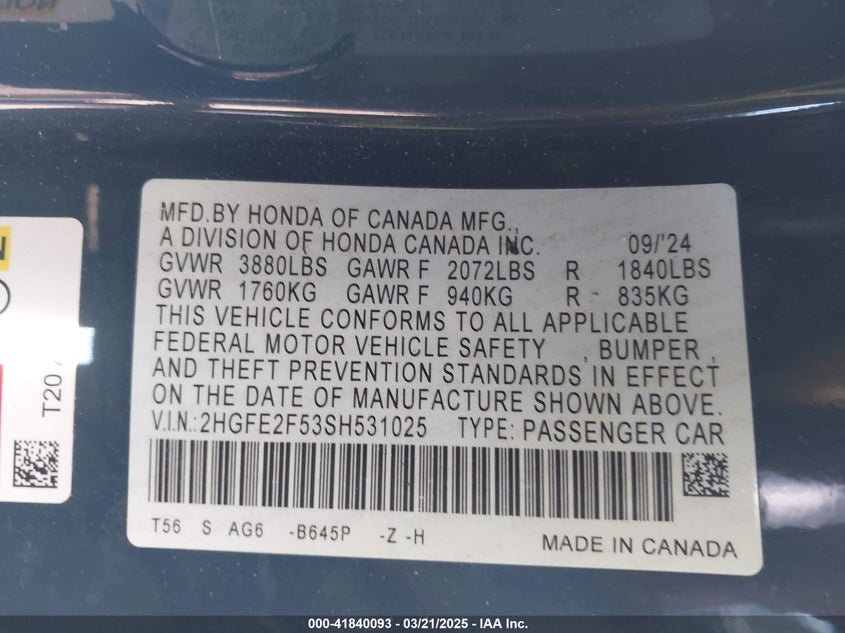 MFD.BY HONDA OF CANADA MFG.,
A DIVISION OF HONDA CANADA INC. 09/'24
GVWR 3880LBS GAWR F 2072LBS R 1840LBS
GVWR 1760KG GAWR F 940KG R - 835KG
THIS VEHICLE CONFORMS TO ALL APPLICABLE
FEDERAL MOTOR VEHICLE SAFETY , BUMPER ,
AND THEFT PREVENTION STANDARDS IN EFFECT
ON THE DATE OF MANUFACTURE SHOWN ABOVE.
V.I.N.:2HGFE2F53SH531025 TYPE: PASSENGER CAR
T56 S AG6 -B645P -Z -H
MADE IN CANADA
T20
000-41840093 - 03/21/2025 - IAA Inc.